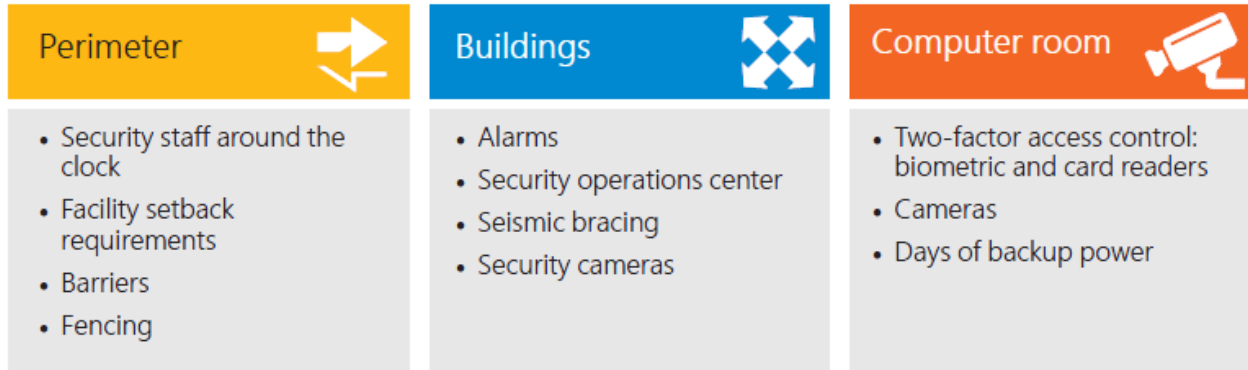 Perimeter
• Security staff around the
clock
• Facility setback
requirements
• Barriers
• Fencing
Buildings
• Alarms
• Security operations center
• Seismic bracing
• Security cameras
Computer room
• Two-factor access control:
biometric and card readers
• Cameras
• Days of backup power